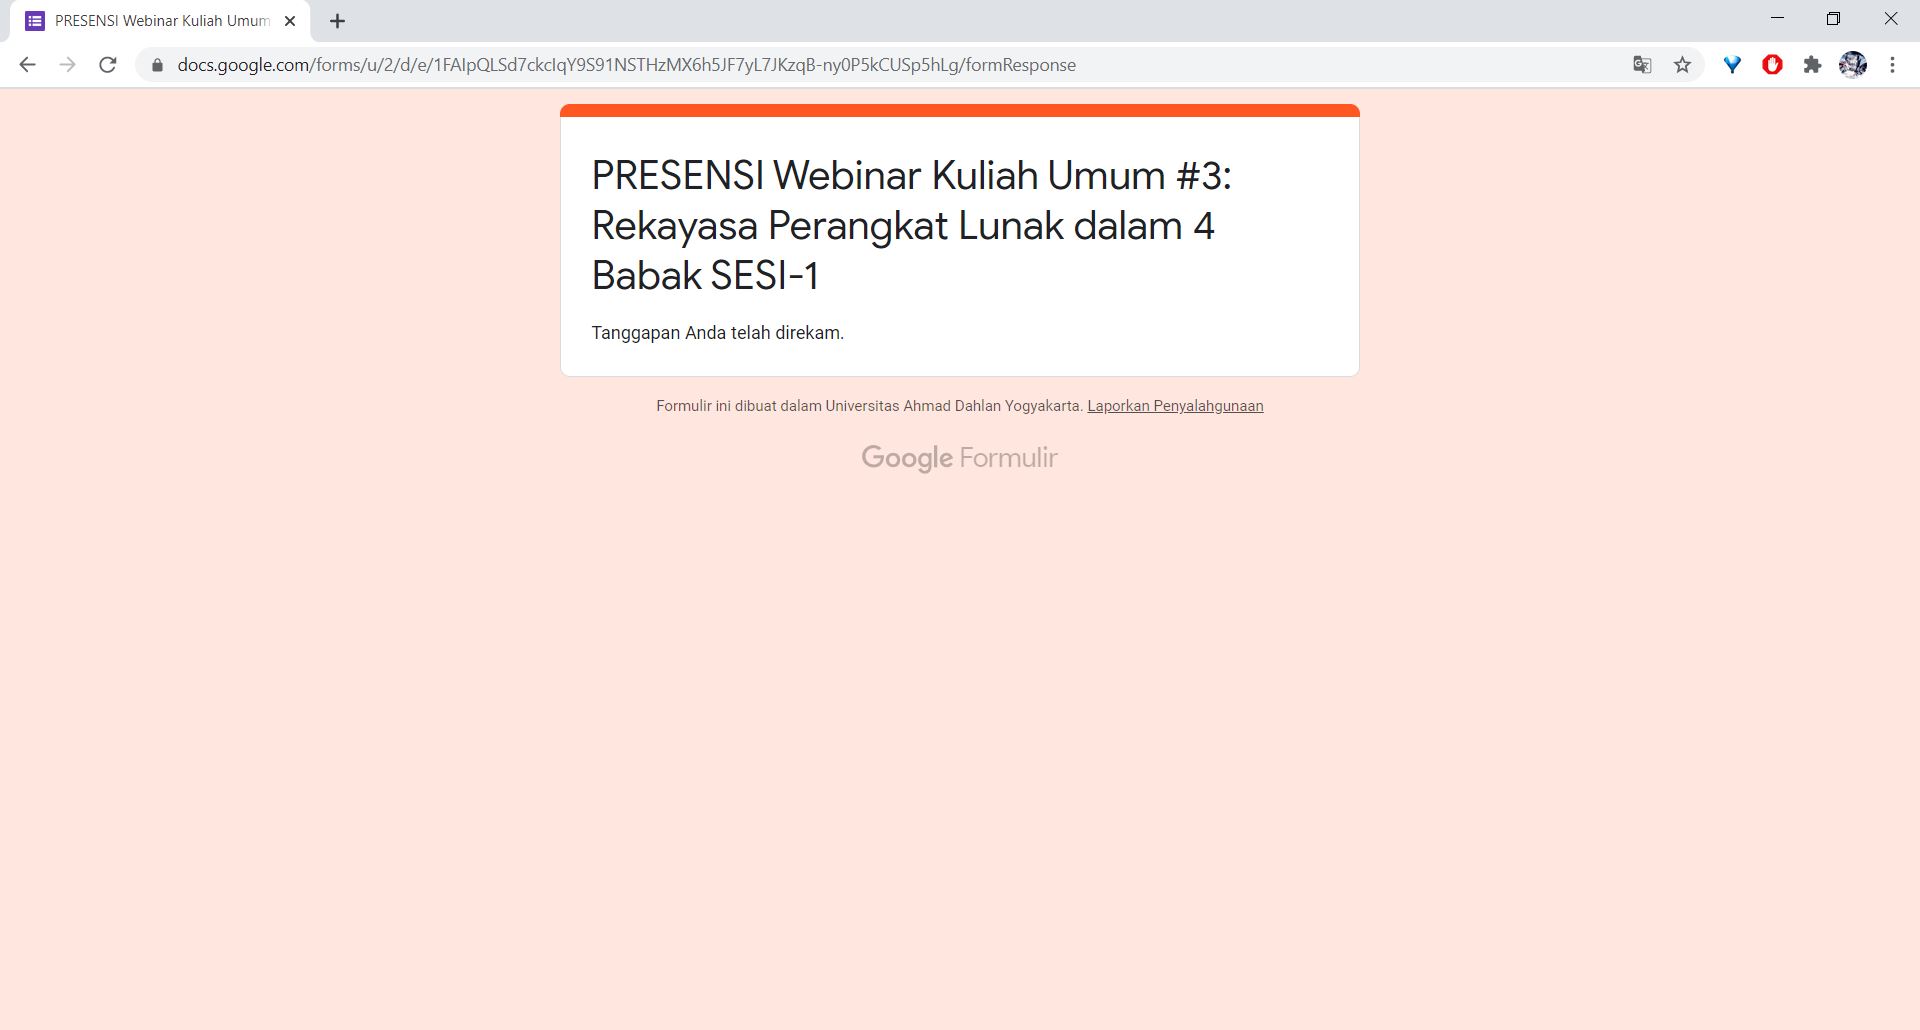 PRESENSI Webinar Kuliah Umum
docs.google.com/forms/u/2/d/e/1FAIpQLSd7ckcIqY9S91NSTHzMX6h5JF7yL7JKzqB-ny0P5kCUSp5hLg/formResponse
PRESENSI Webinar Kuliah Umum #3:
Rekayasa Perangkat Lunak dalam 4
Babak SESI-1
Tanggapan Anda telah direkam.
Formulir ini dibuat dalam Universitas Ahmad Dahlan Yogyakarta. Laporkan Penyalahgunaan
Google Formulir